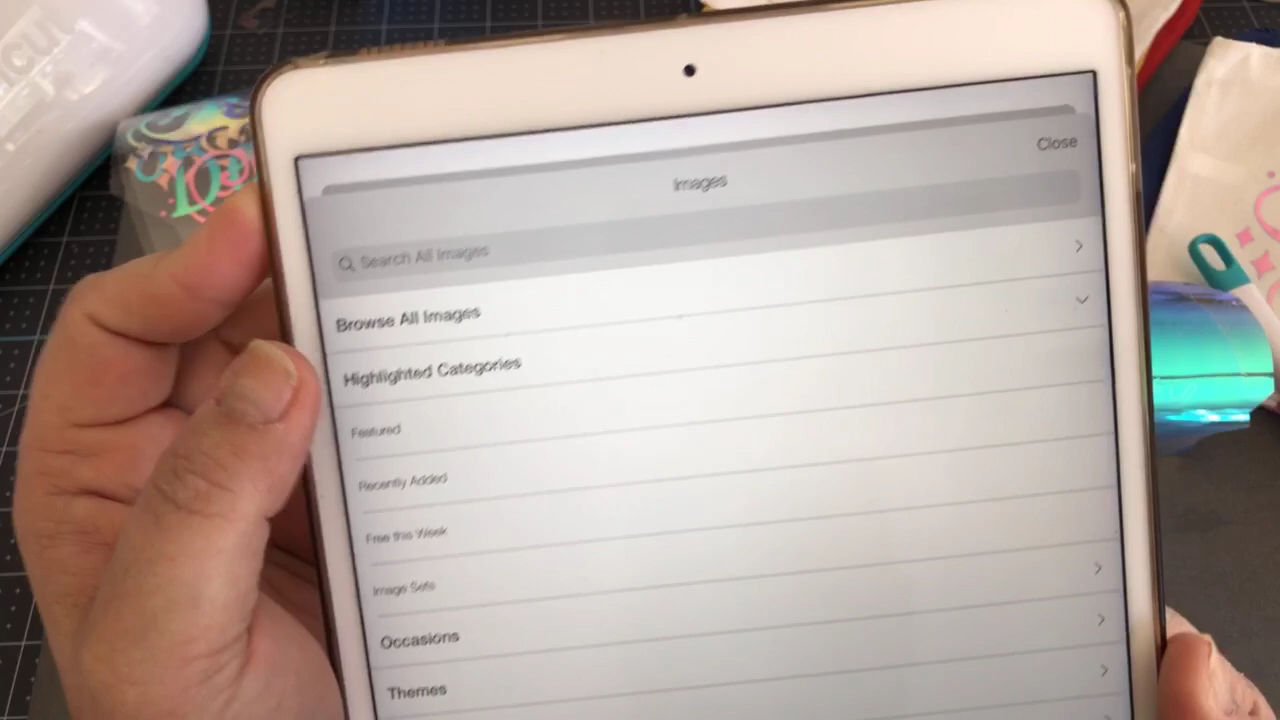 Close
Images
Search All Images
Browse All Images
Highlighted Categories
Featured
Recently Added
Free this Week
Image Sets
Occasions
Themes